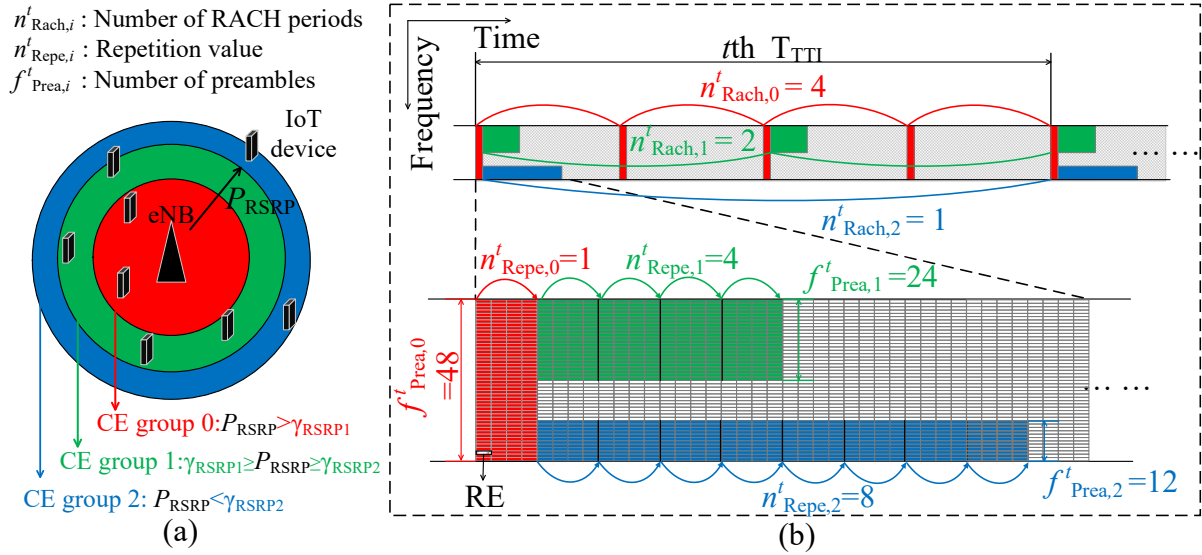 n^t_Rach,i : Number of RACH periods
n^t_Repe,i : Repetition value
f^t_Prea,i : Number of preambles
IoT
device
eNB
P_RSRP
CE group 0:P_RSRP>γ_RSRP1
CE group 1:γ_RSRP1≥P_RSRP≥γ_RSRP2
CE group 2: P_RSRP<γ_RSRP2
(a)
Time
Frequency
tth T_TTI
n^t_Rach,0 = 4
n^t_Rach,1 = 2
… …
n^t_Rach,2 = 1
n^t_Repe,0=1
n^t_Repe,1=4
f^t_Prea,1=24
f^t_Prea,0
=48
… …
RE
n^t_Repe,2=8
f^t_Prea,2=12
(b)